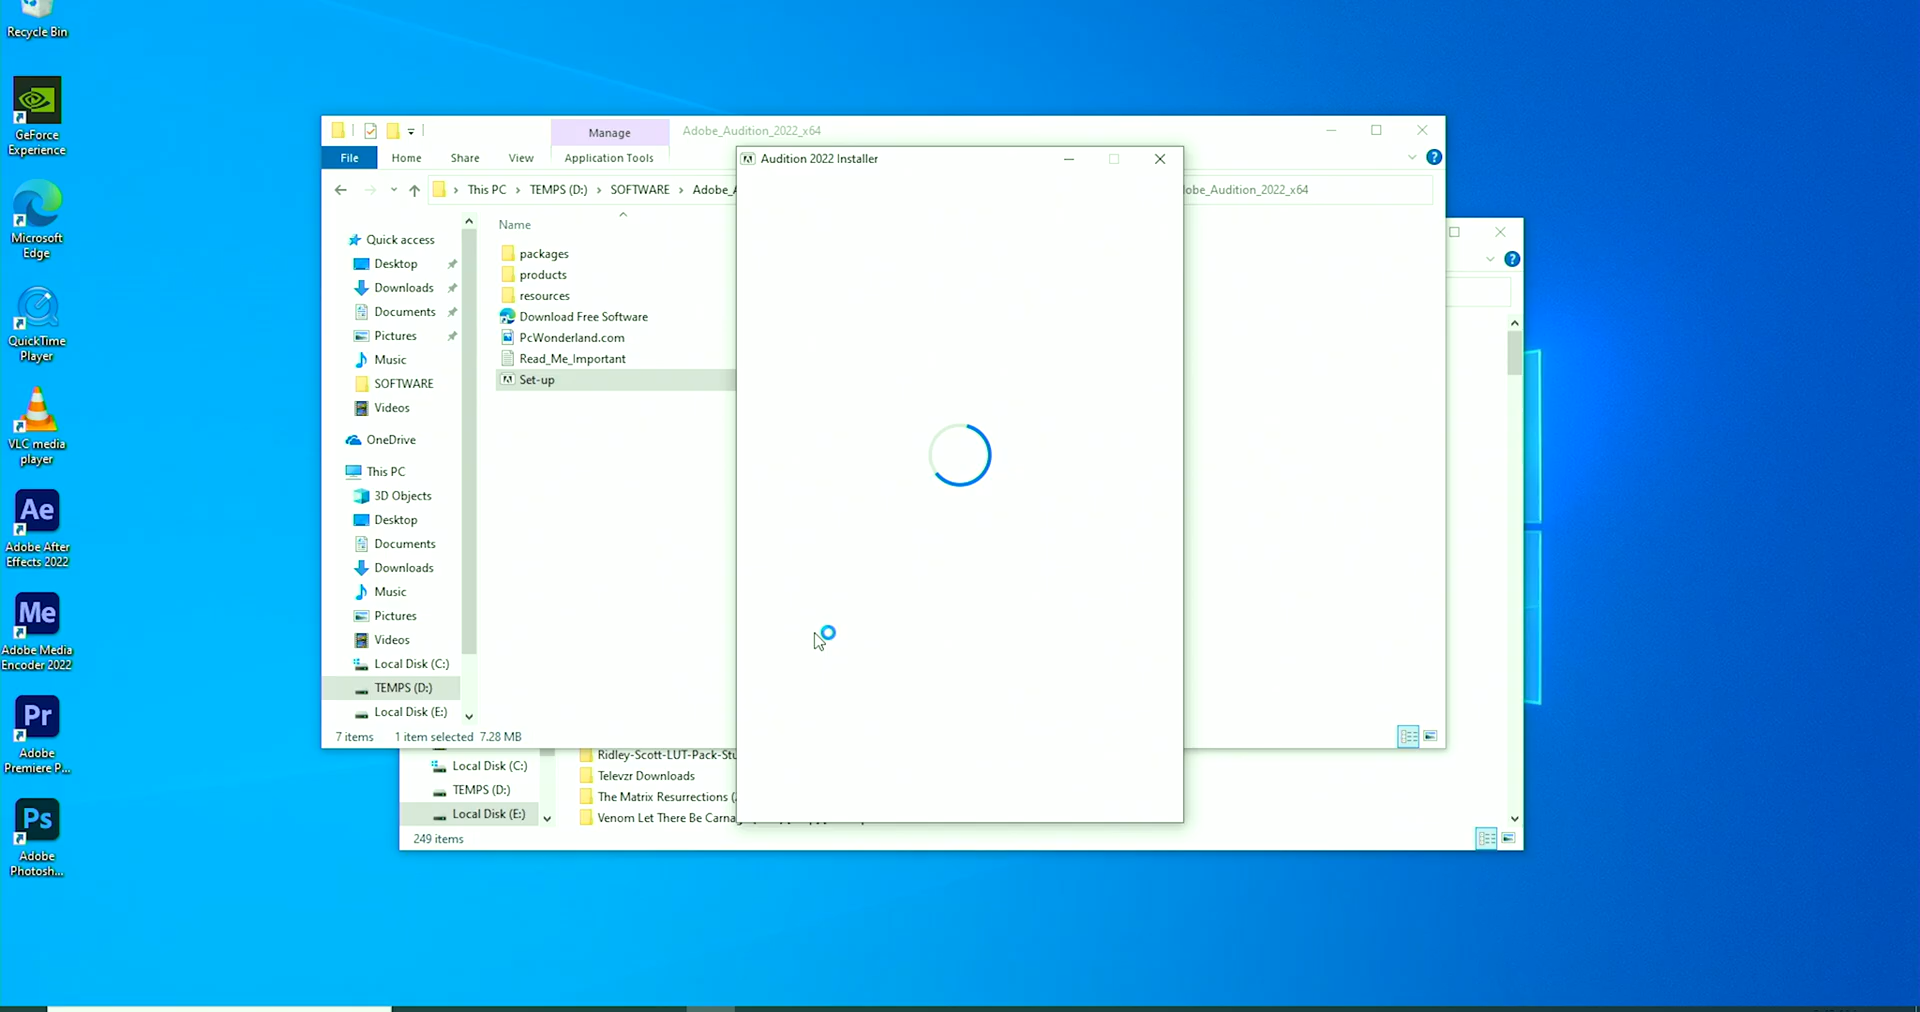 Recycle Bin
GeForce
Experience
Microsoft
Edge
QuickTime
Player
VLC media
player
Ae
Adobe After
Effects 2022
Me
Adobe Media
Encoder 2022
Pr
Adobe
Premiere P...
Ps
Adobe
Photosh...
Manage
Adobe_Audition_2022_x64
File
Home
Share
View
Application Tools
This PC
TEMPS (D:)
SOFTWARE
Adobe_A
dobe_Audition_2022_x64
Quick access
Desktop
Downloads
Documents
Pictures
Music
SOFTWARE
Videos
OneDrive
This PC
3D Objects
Desktop
Documents
Downloads
Music
Pictures
Videos
Local Disk (C:)
TEMPS (D:)
Local Disk (E:)
Name
packages
products
resources
Download Free Software
PcWonderland.com
Read_Me_Important
Set-up
7 items
1 item selected 7.28 MB
Audition 2022 Installer
Local Disk (C:)
TEMPS (D:)
Local Disk (E:)
Ridley-Scott-LUT-Pack-Stu
Televzr Downloads
The Matrix Resurrections (
Venom Let There Be Carna
249 items